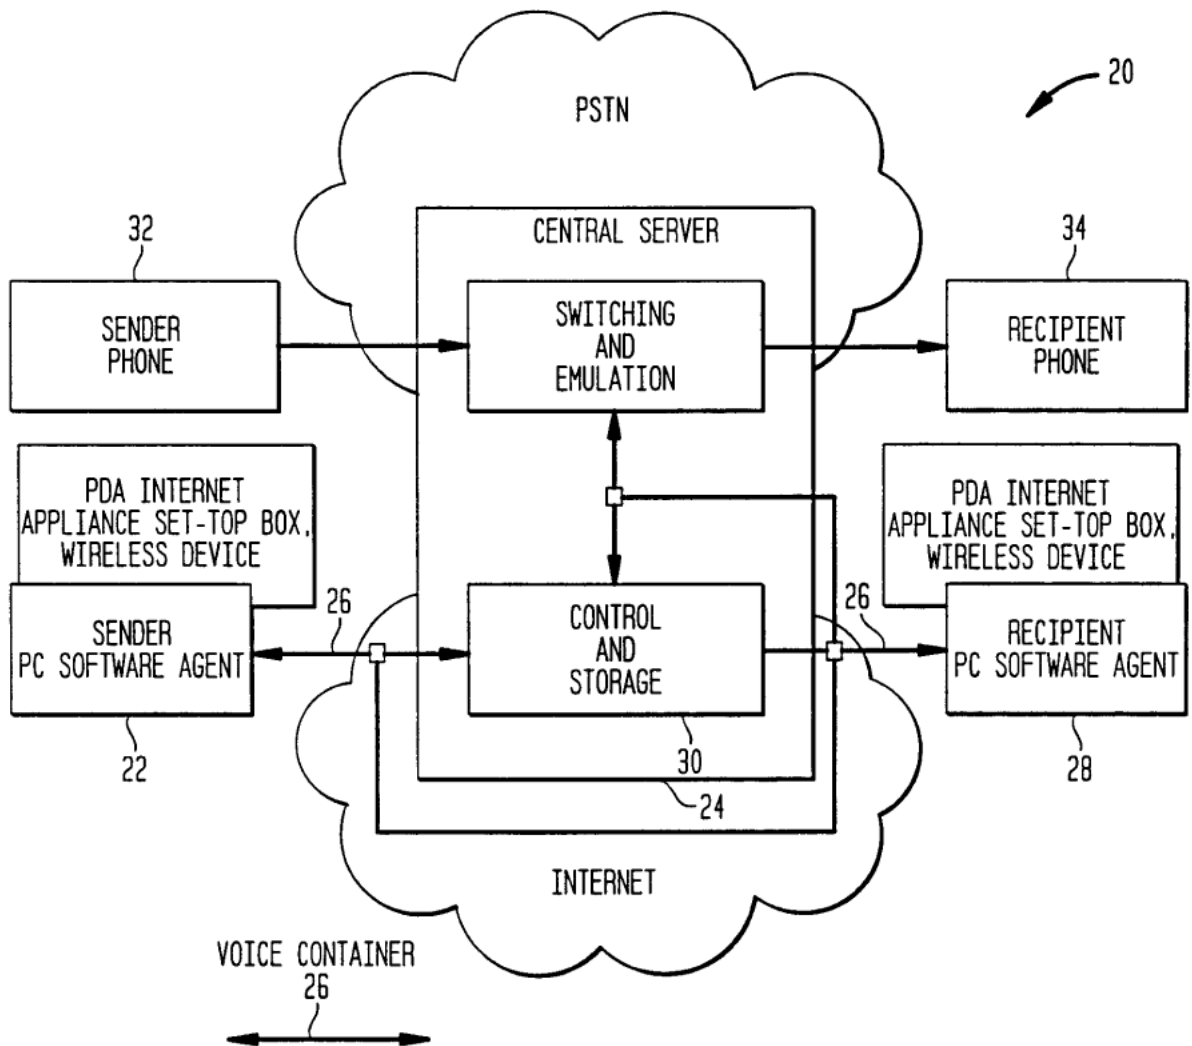 20
PSTN
32
34
CENTRAL SERVER
SENDER
PHONE
SWITCHING
AND
EMULATION
RECIPIENT
PHONE
PDA INTERNET
APPLIANCE SET-TOP BOX,
WIRELESS DEVICE
PDA INTERNET
APPLIANCE SET-TOP BOX,
WIRELESS DEVICE
26
26
SENDER
PC SOFTWARE AGENT
CONTROL
AND
STORAGE
RECIPIENT
PC SOFTWARE AGENT
22
30
28
24
INTERNET
VOICE CONTAINER
26